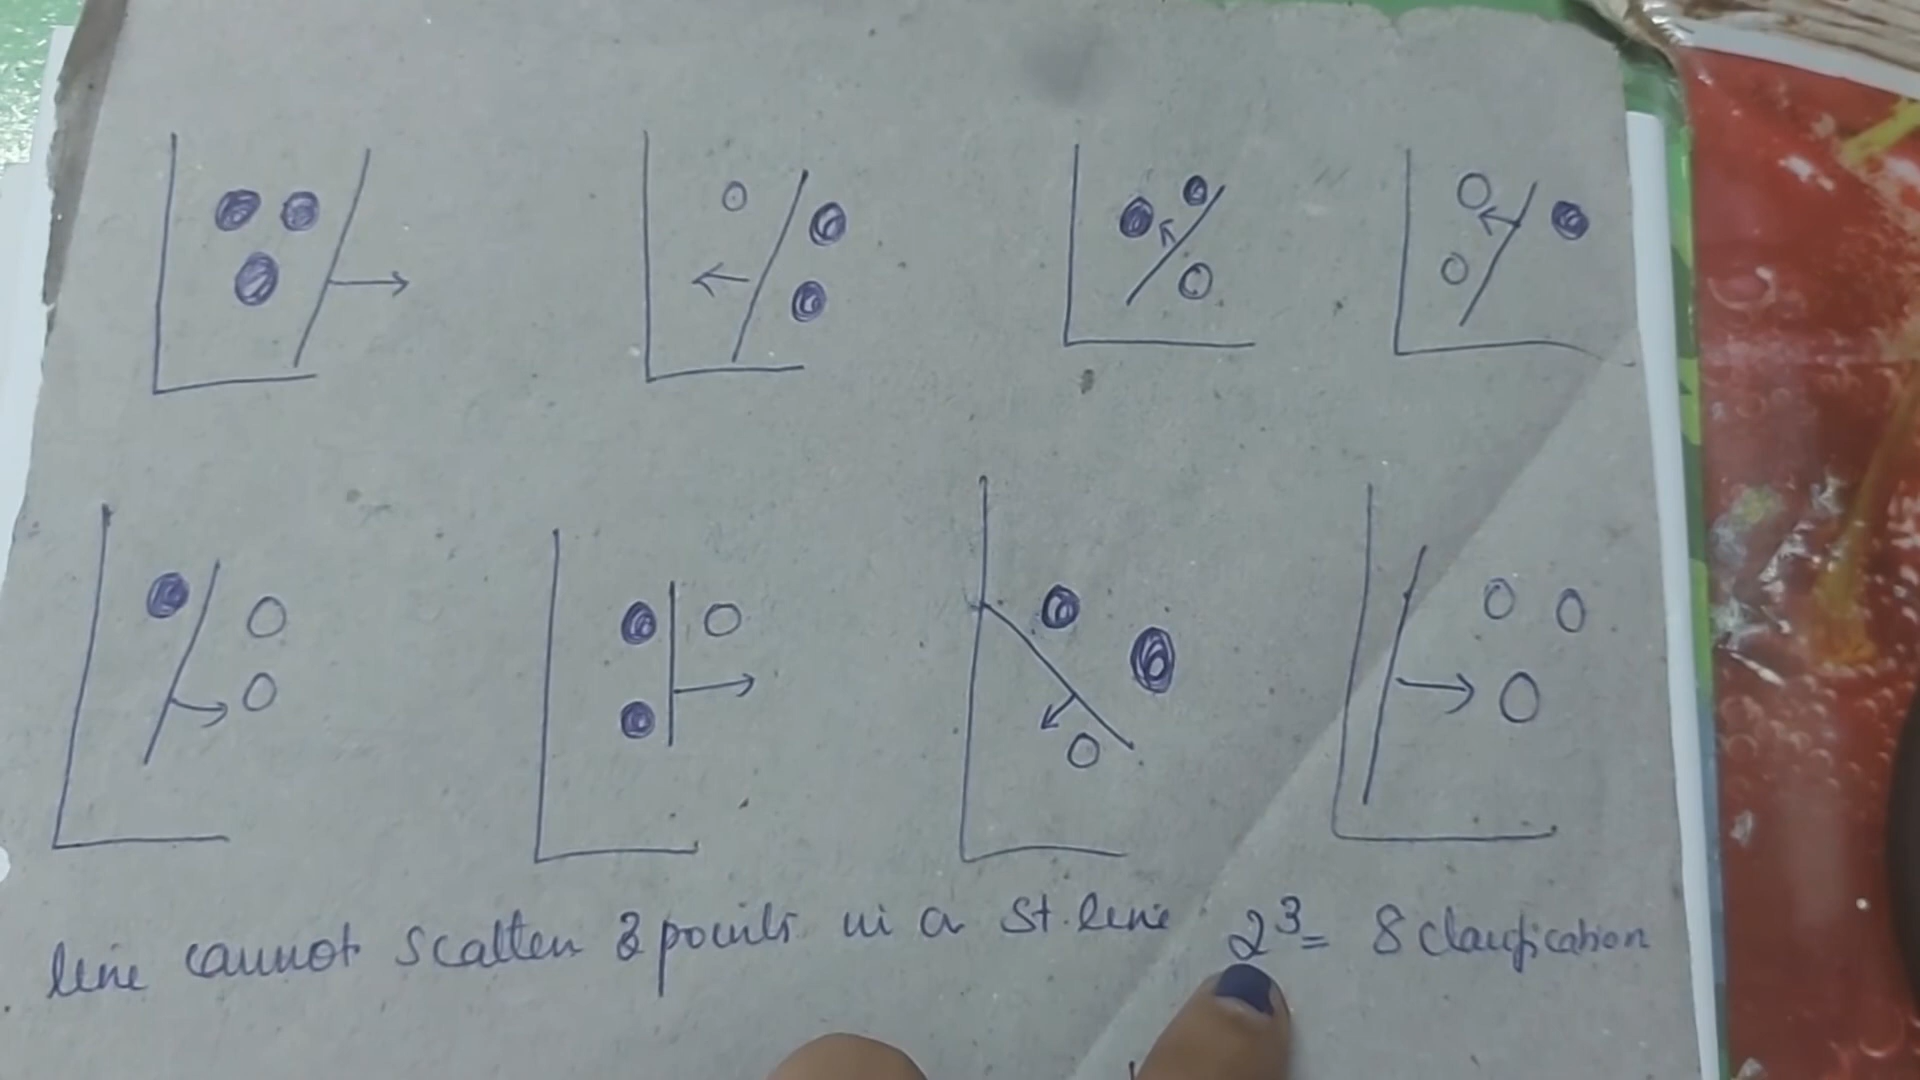 line cannot scatter 3 points in a St. line 2³ = 8 classification